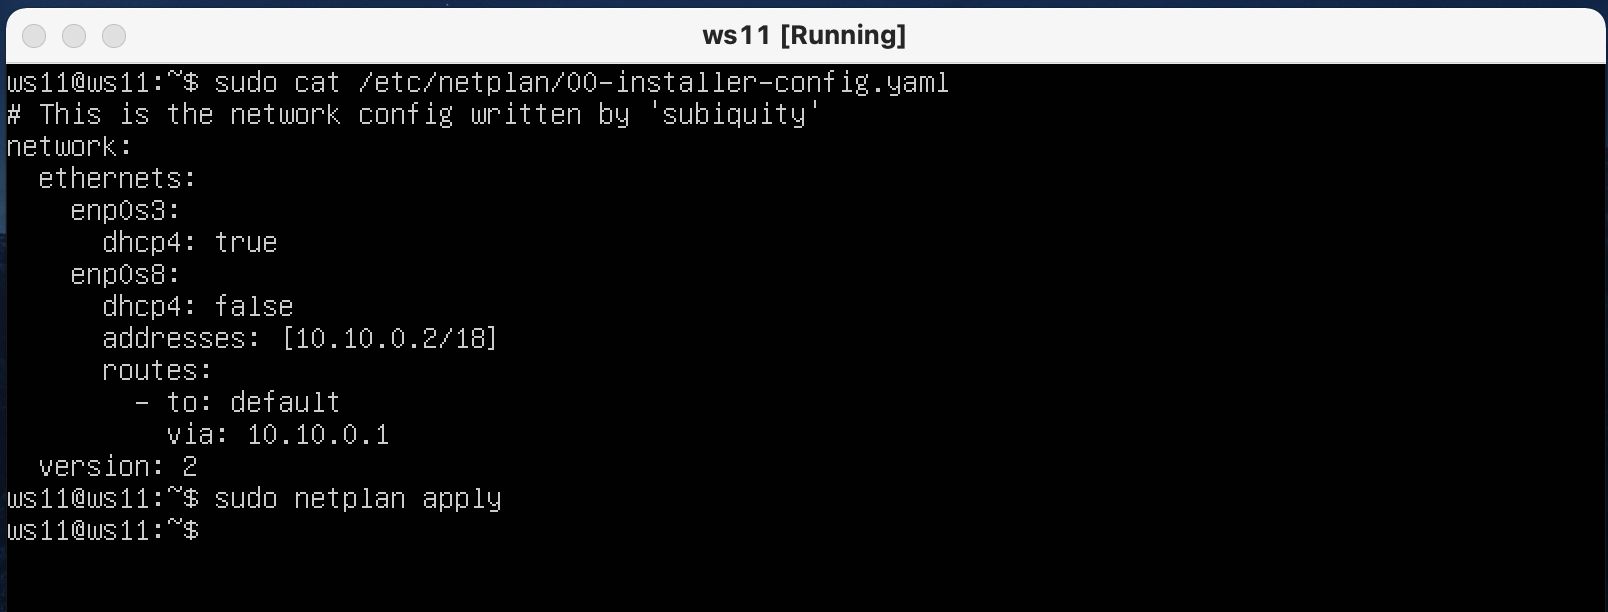 ws11 [Running]
ws11@ws11:~$ sudo cat /etc/netplan/00-installer-config.yaml
# This is the network config written by 'subiquity'
network:
  ethernets:
    enp0s3:
      dhcp4: true
    enp0s8:
      dhcp4: false
      addresses: [10.10.0.2/18]
      routes:
        - to: default
          via: 10.10.0.1
  version: 2
ws11@ws11:~$ sudo netplan apply
ws11@ws11:~$